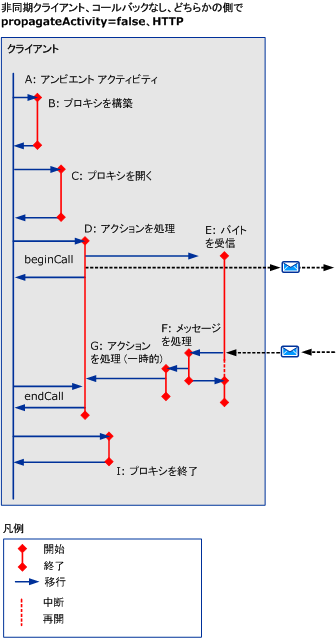 非同期クライアント、コールバックなし、どちらかの側で
propagateActivity=false、HTTP
クライアント
A: アンビエント アクティビティ
B: プロキシを構築
C: プロキシを開く
D: アクションを処理
E: バイト
を受信
beginCall
F: メッセージ
を処理
G: アクション
を処理 (一時的)
endCall
I: プロキシを終了
凡例
開始
終了
移行
中断
再開